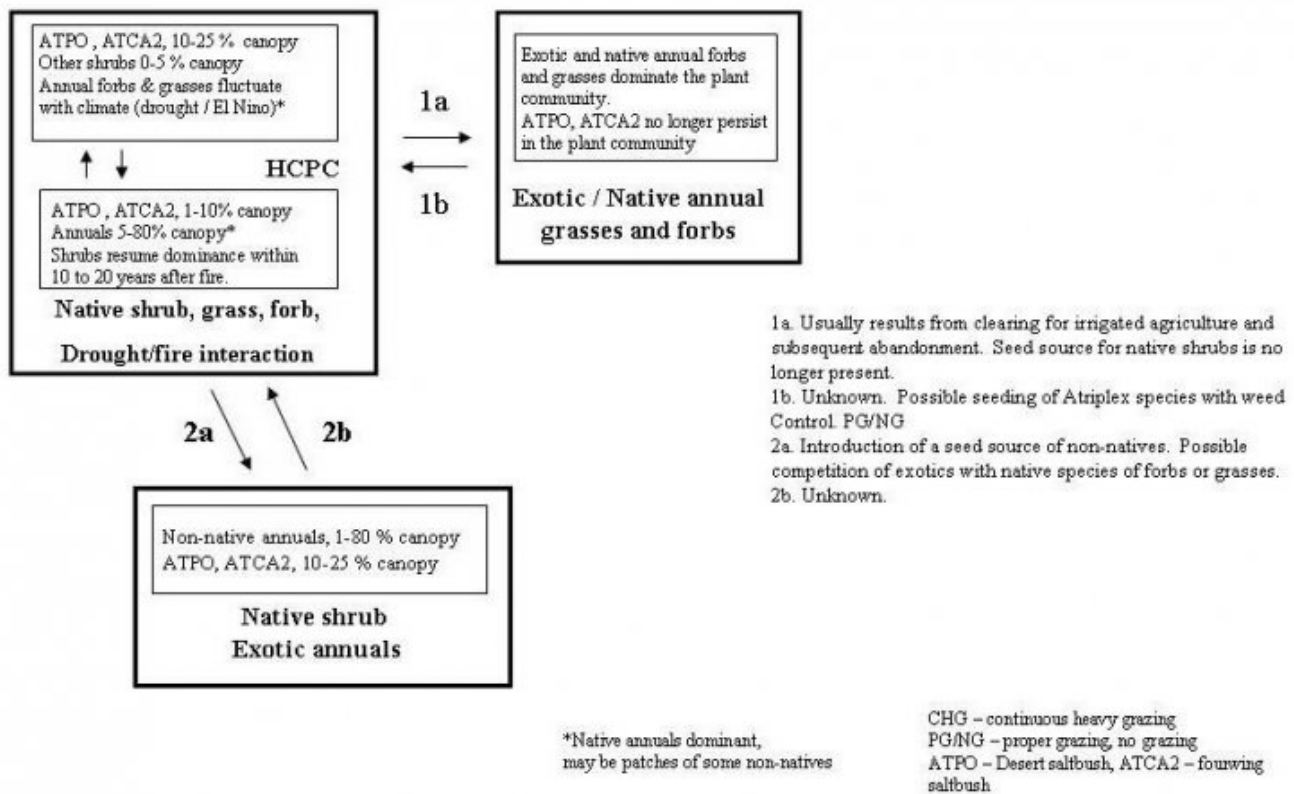 ATPO , ATCA2, 10-25 % canopy
Other shrubs 0-5 % canopy
Annual forbs & grasses fluctuate
with climate (drought / El Nino)*
HCPC
ATPO , ATCA2, 1-10% canopy
Annuals 5-80% canopy*
Shrubs resume dominance within
10 to 20 years after fire.
Native shrub, grass, forb,
Drought/fire interaction
1a
1b
Exotic and native annual forbs
and grasses dominate the plant
community.
ATPO, ATCA2 no longer persist
in the plant community
Exotic / Native annual
grasses and forbs
1a. Usually results from clearing for irrigated agriculture and
subsequent abandonment. Seed source for native shrubs is no
longer present.
1b. Unknown. Possible seeding of Atriplex species with weed
Control. PG/NG
2a. Introduction of a seed source of non-natives. Possible
competition of exotics with native species of forbs or grasses.
2b. Unknown.
2a
2b
Non-native annuals, 1-80 % canopy
ATPO, ATCA2, 10-25 % canopy
Native shrub
Exotic annuals
*Native annuals dominant,
may be patches of some non-natives
CHG – continuous heavy grazing
PG/NG – proper grazing, no grazing
ATPO – Desert saltbush, ATCA2 – fourwing
saltbush